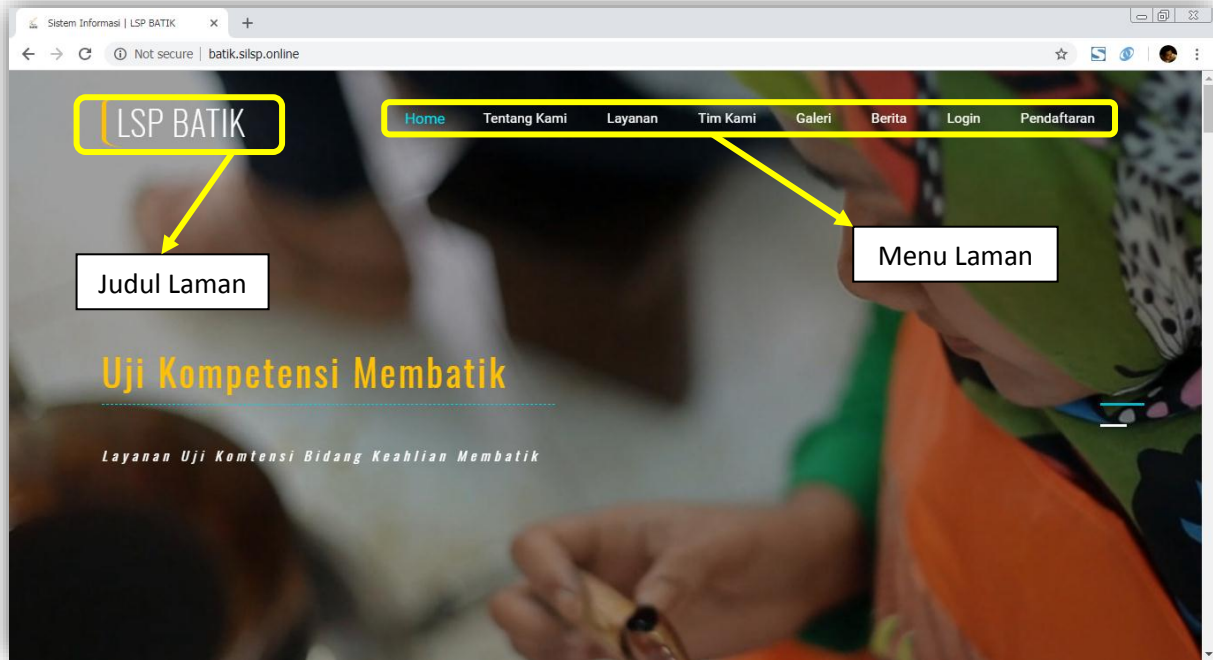 Sistem Informasi | LSP BATIK
Not secure | batik.silsp.online
LSP BATIK
Home Tentang Kami Layanan Tim Kami Galeri Berita Login Pendaftaran
Menu Laman
Judul Laman
Uji Kompetensi Membatik
Layanan Uji Komtensi Bidang Keahlian Membatik